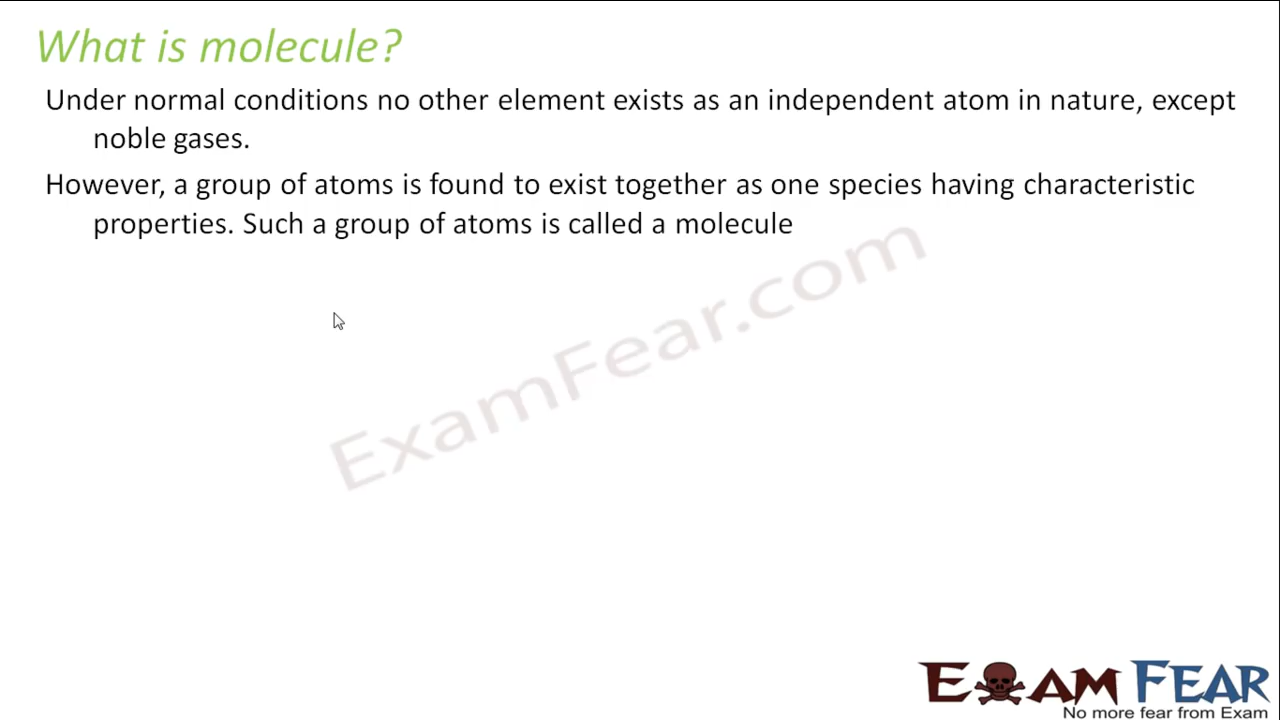 What is molecule?
Under normal conditions no other element exists as an independent atom in nature, except
noble gases.
However, a group of atoms is found to exist together as one species having characteristic
properties. Such a group of atoms is called a molecule
ExamFear.com
EXAM FEAR
No more fear from Exam